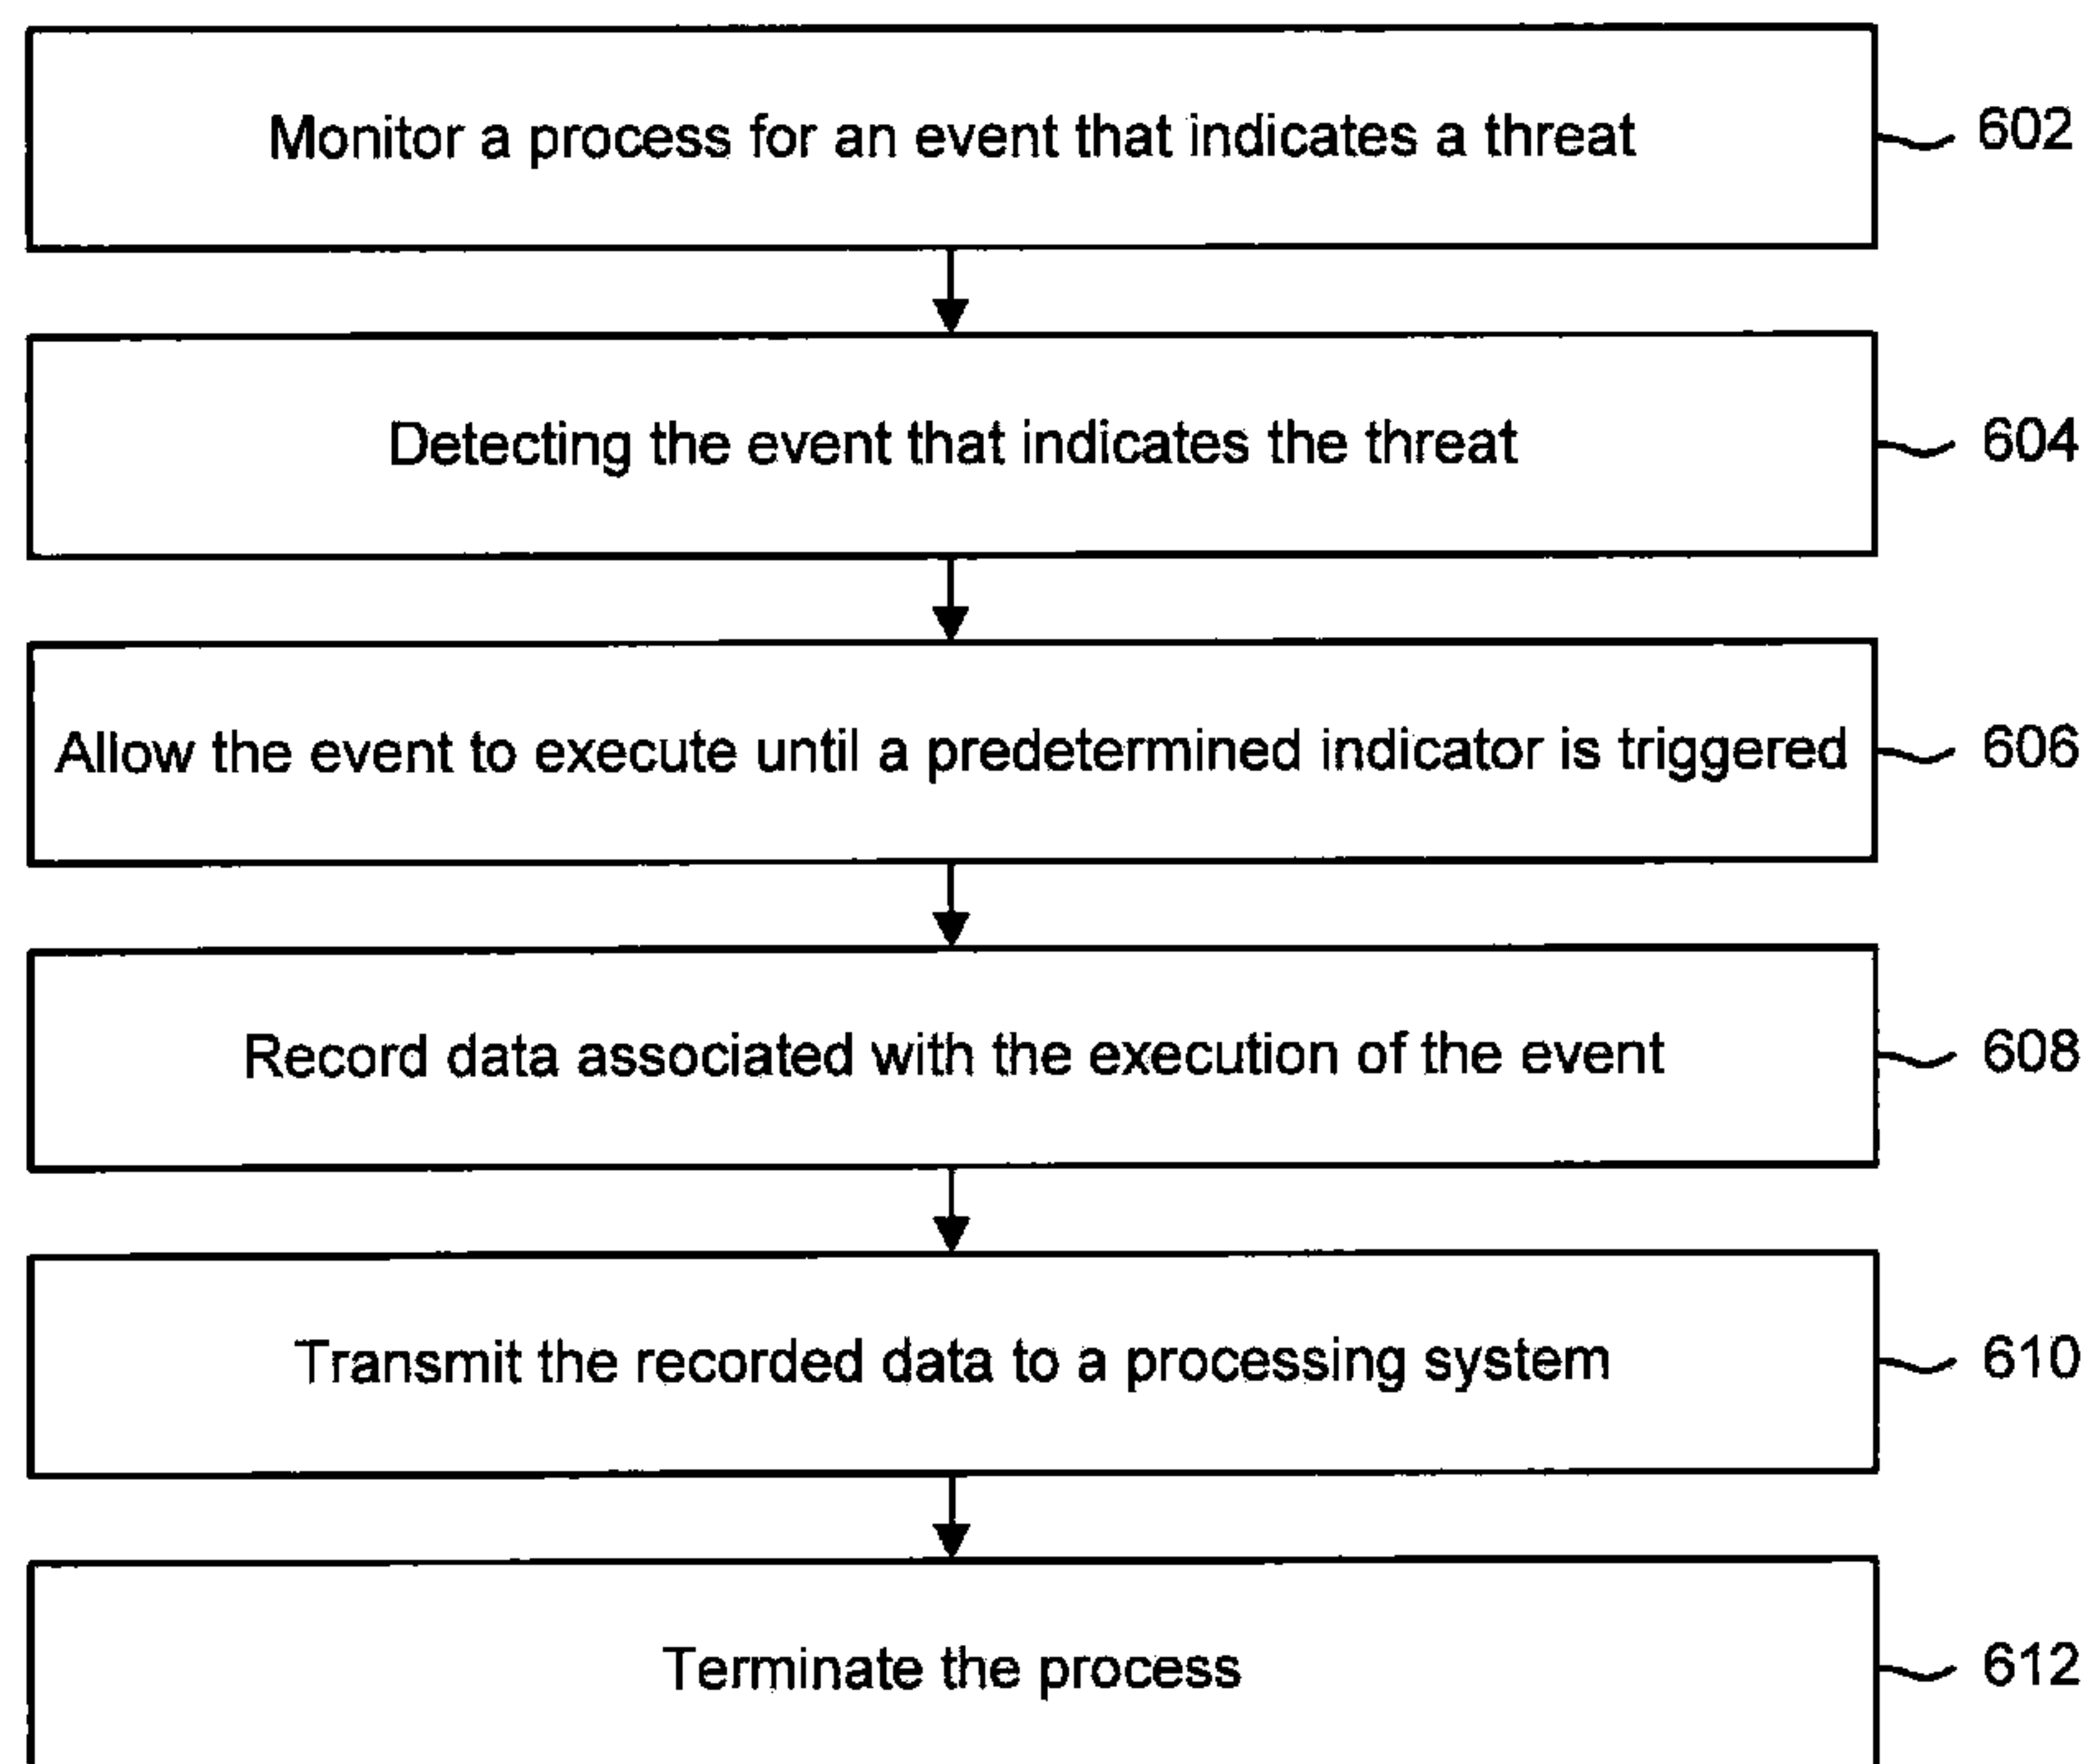 Monitor a process for an event that indicates a threat 602
Detecting the event that indicates the threat 604
Allow the event to execute until a predetermined indicator is triggered 606
Record data associated with the execution of the event 608
Transmit the recorded data to a processing system 610
Terminate the process 612